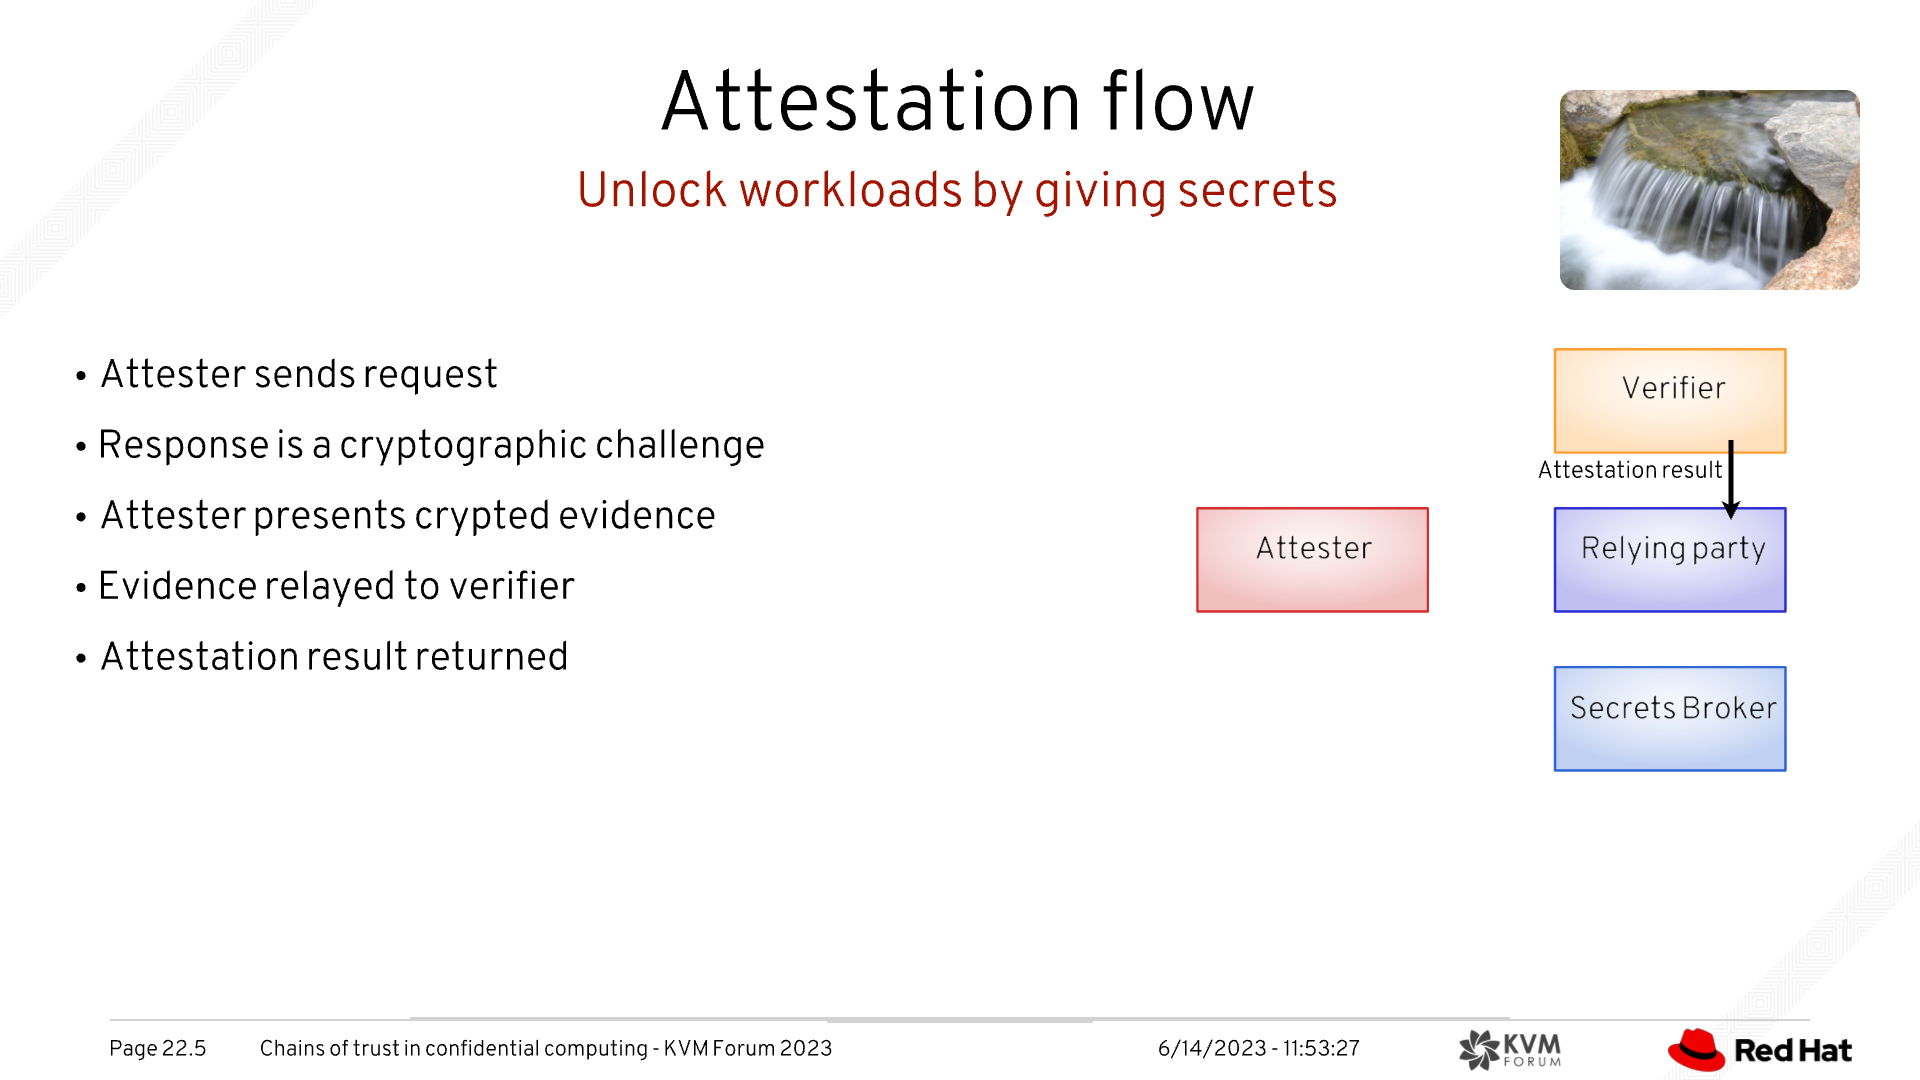 Attestation flow
Unlock workloads by giving secrets
• Attester sends request
• Response is a cryptographic challenge
• Attester presents crypted evidence
• Evidence relayed to verifier
• Attestation result returned
Verifier
Attestation result
Attester
Relying party
Secrets Broker
Page 22.5
Chains of trust in confidential computing - KVM Forum 2023
6/14/2023 - 11:53:27
KVM
FORUM
Red Hat